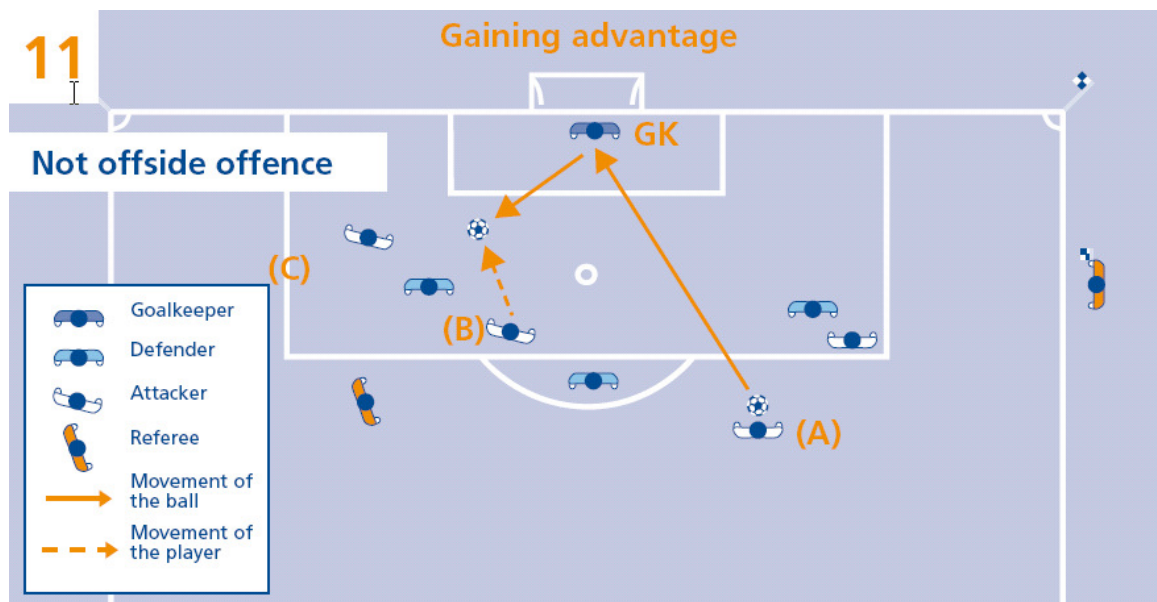 11
Gaining advantage
GK
Not offside offence
(C)
(B)
(A)
Goalkeeper
Defender
Attacker
Referee
Movement of
the ball
Movement of
the player